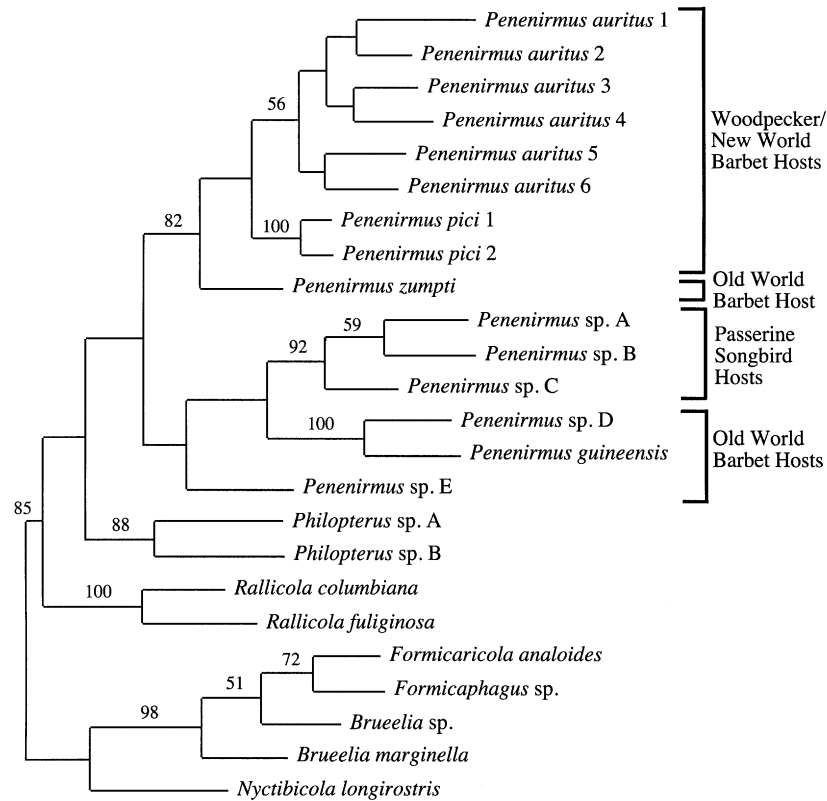 Penenirmus auritus 1
Penenirmus auritus 2
Penenirmus auritus 3
56
Penenirmus auritus 4
Woodpecker/
New World
Barbet Hosts
Penenirmus auritus 5
Penenirmus auritus 6
82
100
Penenirmus pici 1
Penenirmus pici 2
Penenirmus zumpti
Old World
Barbet Host
Penenirmus sp. A
59
92
Penenirmus sp. B
Passerine
Songbird
Hosts
Penenirmus sp. C
Penenirmus sp. D
100
Penenirmus guineensis
Old World
Barbet Hosts
Penenirmus sp. E
85
88
Philopterus sp. A
Philopterus sp. B
100
Rallicola columbiana
Rallicola fuliginosa
72
Formicaricola analoides
51
Formicaphagus sp.
98
Brueelia sp.
Brueelia marginella
Nyctibicola longirostris